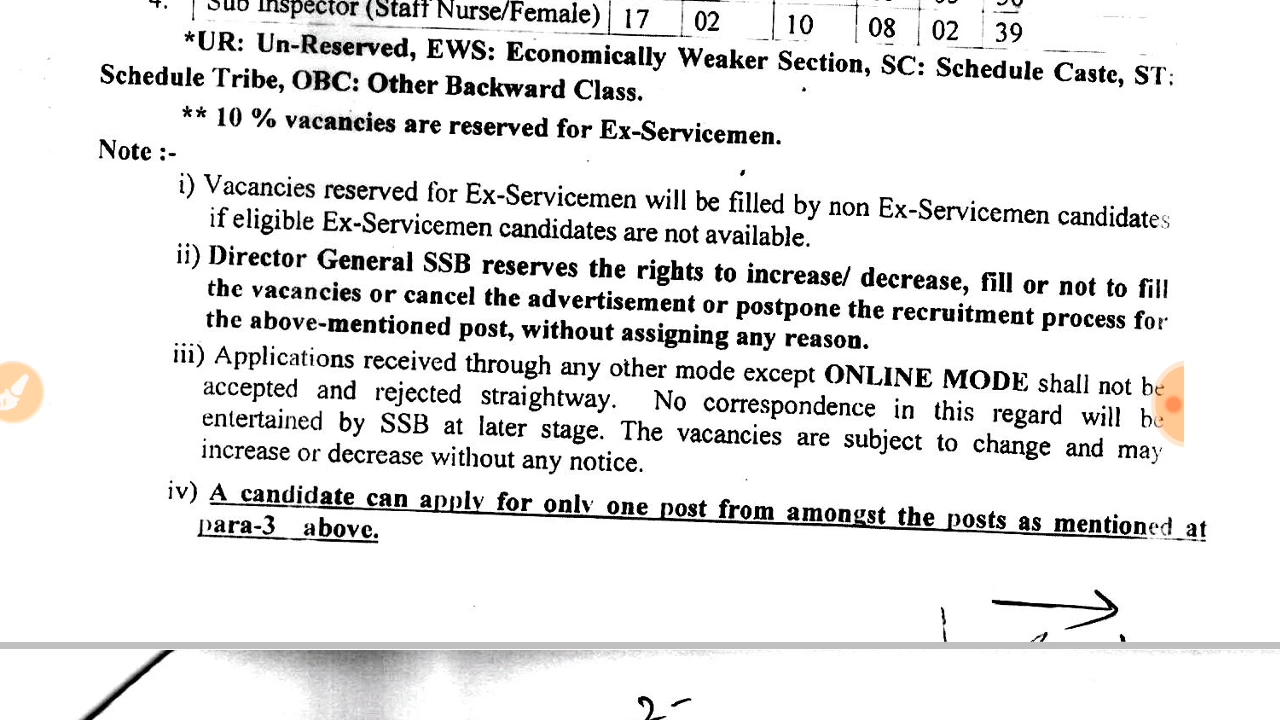 4. Sub Inspector (Staff Nurse/Female) 17 02 10 08 02 39
*UR: Un-Reserved, EWS: Economically Weaker Section, SC: Schedule Caste, ST:
Schedule Tribe, OBC: Other Backward Class.
** 10 % vacancies are reserved for Ex-Servicemen.
Note :-
i) Vacancies reserved for Ex-Servicemen will be filled by non Ex-Servicemen candidates
if eligible Ex-Servicemen candidates are not available.
ii) Director General SSB reserves the rights to increase/ decrease, fill or not to fill
the vacancies or cancel the advertisement or postpone the recruitment process for
the above-mentioned post, without assigning any reason.
iii) Applications received through any other mode except ONLINE MODE shall not be
accepted and rejected straightway. No correspondence in this regard will be
entertained by SSB at later stage. The vacancies are subject to change and may
increase or decrease without any notice.
iv) A candidate can apply for only one post from amongst the posts as mentioned at
para-3 above.
2-